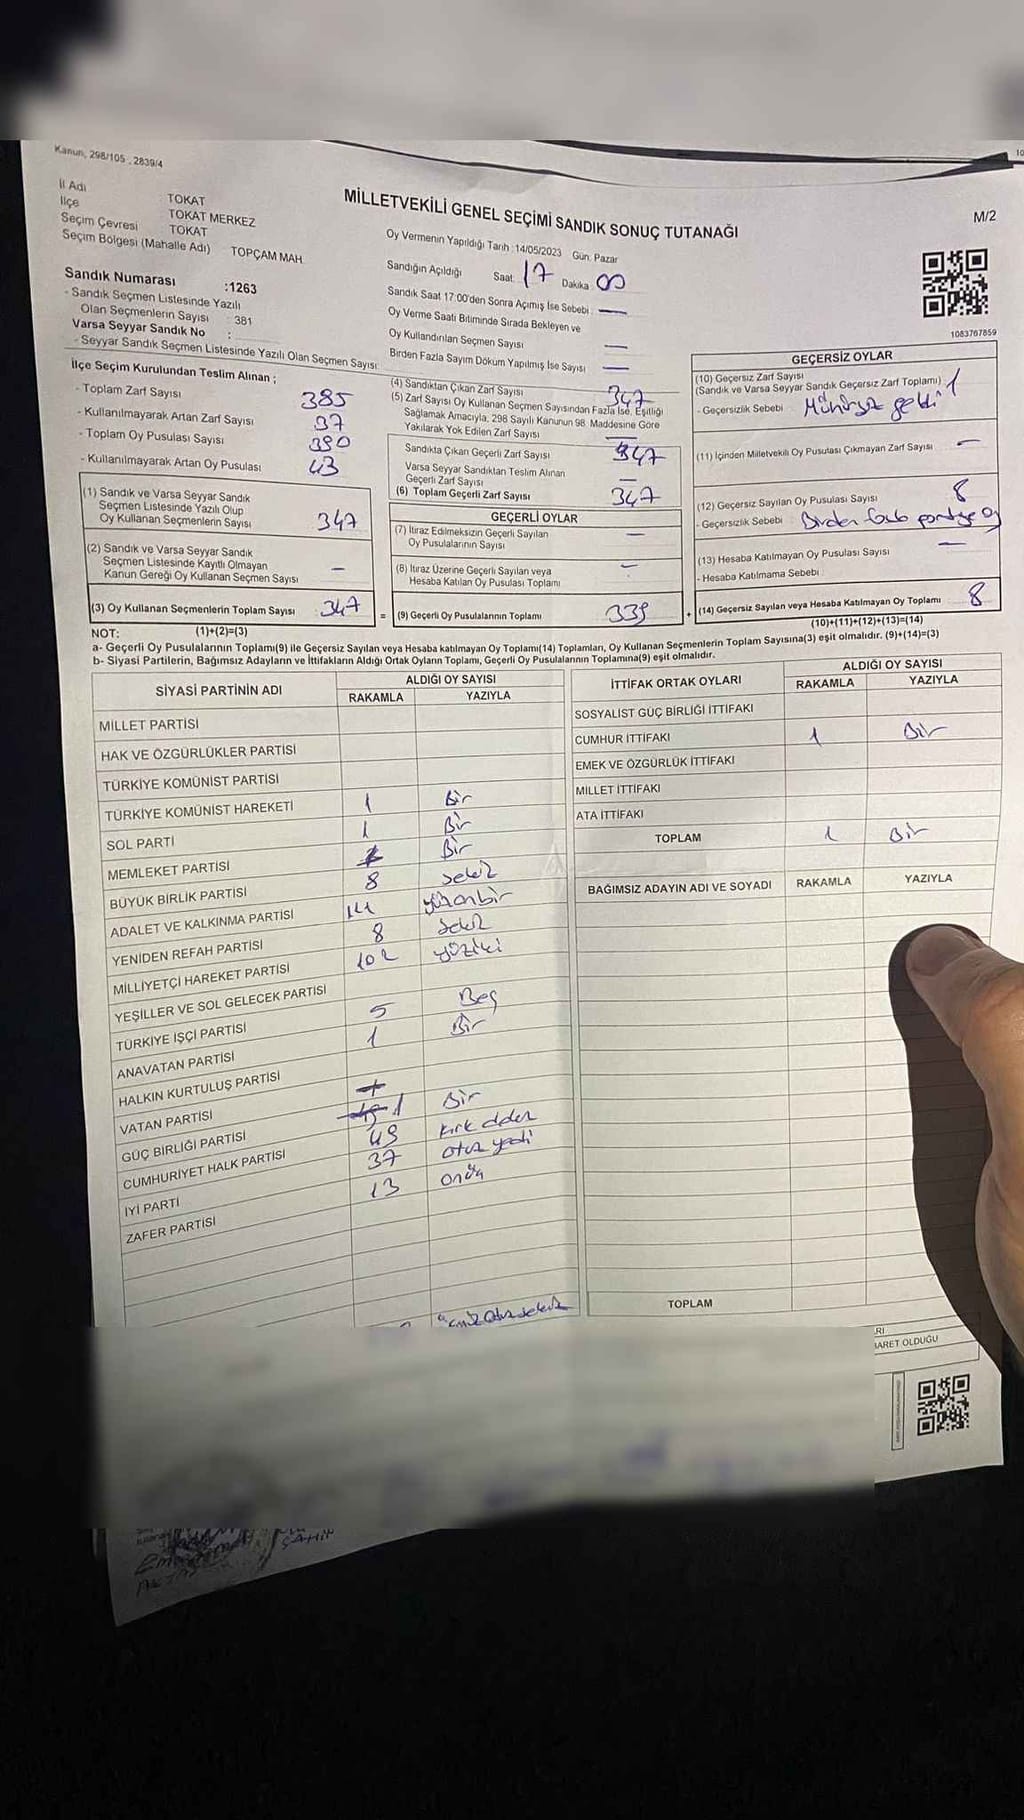 Kanun, 298/105 , 2839/4
İl Adı TOKAT
İlçe TOKAT MERKEZ
Seçim Çevresi TOKAT
Seçim Bölgesi (Mahalle Adı) TOPÇAM MAH.
MİLLETVEKİLİ GENEL SEÇİMİ SANDIK SONUÇ TUTANAĞI
M/2
Oy Vermenin Yapıldığı Tarih : 14/05/2023 Gün: Pazar
Sandığın Açıldığı Saat: 17 Dakika 00
Sandık Saat 17:00'den Sonra Açımış İse Sebebi : —
Oy Verme Saati Bitiminde Sırada Bekleyen ve
Oy Kullandırılan Seçmen Sayısı —
Birden Fazla Sayım Döküm Yapılmış İse Sayısı —
1083767859
Sandık Numarası :1263
- Sandık Seçmen Listesinde Yazılı
Olan Seçmenlerin Sayısı : 381
Varsa Seyyar Sandık No :
- Seyyar Sandık Seçmen Listesinde Yazılı Olan Seçmen Sayısı:
İlçe Seçim Kurulundan Teslim Alınan ;
- Toplam Zarf Sayısı 385
- Kullanılmayarak Artan Zarf Sayısı 37
- Toplam Oy Pusulası Sayısı 390
- Kullanılmayarak Artan Oy Pusulası 43
(1) Sandık ve Varsa Seyyar Sandık
Seçmen Listesinde Yazılı Olup
Oy Kullanan Seçmenlerin Sayısı 347
(2) Sandık ve Varsa Seyyar Sandık
Seçmen Listesinde Kayıtlı Olmayan
Kanun Gereği Oy Kullanan Seçmen Sayısı —
(3) Oy Kullanan Seçmenlerin Toplam Sayısı 347 =
(4) Sandıktan Çıkan Zarf Sayısı 347
(5) Zarf Sayısı Oy Kullanan Seçmen Sayısından Fazla İse, Eşitliği
Sağlamak Amacıyla, 298 Sayılı Kanunun 98. Maddesine Göre
Yakılarak Yok Edilen Zarf Sayısı —
Sandıkta Çıkan Geçerli Zarf Sayısı 347
Varsa Seyyar Sandıktan Teslim Alınan
Geçerli Zarf Sayısı —
(6) Toplam Geçerli Zarf Sayısı 347
GEÇERLİ OYLAR
(7) İtiraz Edilmeksizin Geçerli Sayılan
Oy Pusulalarının Sayısı —
(8) İtiraz Üzerine Geçerli Sayılan veya
Hesaba Katılan Oy Pusulası Toplamı —
(9) Geçerli Oy Pusulalarının Toplamı 339 +
GEÇERSİZ OYLAR
(10) Geçersiz Zarf Sayısı
(Sandık ve Varsa Seyyar Sandık Geçersiz Zarf Toplamı) 1
- Geçersizlik Sebebi : Mühürsüz geldi
(11) İçinden Milletvekili Oy Pusulası Çıkmayan Zarf Sayısı —
(12) Geçersiz Sayılan Oy Pusulası Sayısı 8
- Geçersizlik Sebebi : Birden fazla partiye oy
(13) Hesaba Katılmayan Oy Pusulası Sayısı —
- Hesaba Katılmama Sebebi :
(14) Geçersiz Sayılan veya Hesaba Katılmayan Oy Toplamı 8
NOT: (1)+(2)=(3)
(10)+(11)+(12)+(13)=(14)
a- Geçerli Oy Pusulasının Toplamı(9) ile Geçersiz Sayılan veya Hesaba katılmayan Oy Toplamı(14) Toplamları, Oy Kullanan Seçmenlerin Toplam Sayısına(3) eşit olmalıdır. (9)+(14)=(3)
b- Siyasi Partilerin, Bağımsız Adayların ve İttifakların Aldığı Ortak Oyların Toplamı, Geçerli Oy Pusulalarının Toplamına(9) eşit olmalıdır.
SİYASİ PARTİNİN ADI ALDIĞI OY SAYISI
RAKAMLA YAZIYLA
MİLLET PARTİSİ
HAK VE ÖZGÜRLÜKLER PARTİSİ
TÜRKİYE KOMÜNİST PARTİSİ
TÜRKİYE KOMÜNİST HAREKETİ 1 Bir
SOL PARTİ 1 Bir
MEMLEKET PARTİSİ 1 Bir
BÜYÜK BİRLİK PARTİSİ 8 sekiz
ADALET VE KALKINMA PARTİSİ 111 yüzonbir
YENİDEN REFAH PARTİSİ 8 sekiz
MİLLİYETÇİ HAREKET PARTİSİ 102 yüziki
YEŞİLLER VE SOL GELECEK PARTİSİ
TÜRKİYE İŞÇİ PARTİSİ 5 Beş
ANAVATAN PARTİSİ 1 Bir
HALKIN KURTULUŞ PARTİSİ
VATAN PARTİSİ
GÜÇ BİRLİĞİ PARTİSİ 1 Bir
CUMHURİYET HALK PARTİSİ 49 kırk dokuz
İYİ PARTİ 37 otuz yedi
ZAFER PARTİSİ 13 onüç
üçyüz otuz sekiz
İTTİFAK ORTAK OYLARI ALDIĞI OY SAYISI
RAKAMLA YAZIYLA
SOSYALİST GÜÇ BİRLİĞİ İTTİFAKI
CUMHUR İTTİFAKI 1 Bir
EMEK VE ÖZGÜRLÜK İTTİFAKI
MİLLET İTTİFAKI
ATA İTTİFAKI
TOPLAM 1 Bir
BAĞIMSIZ ADAYIN ADI VE SOYADI RAKAMLA YAZIYLA
TOPLAM
ARET OLDUĞU